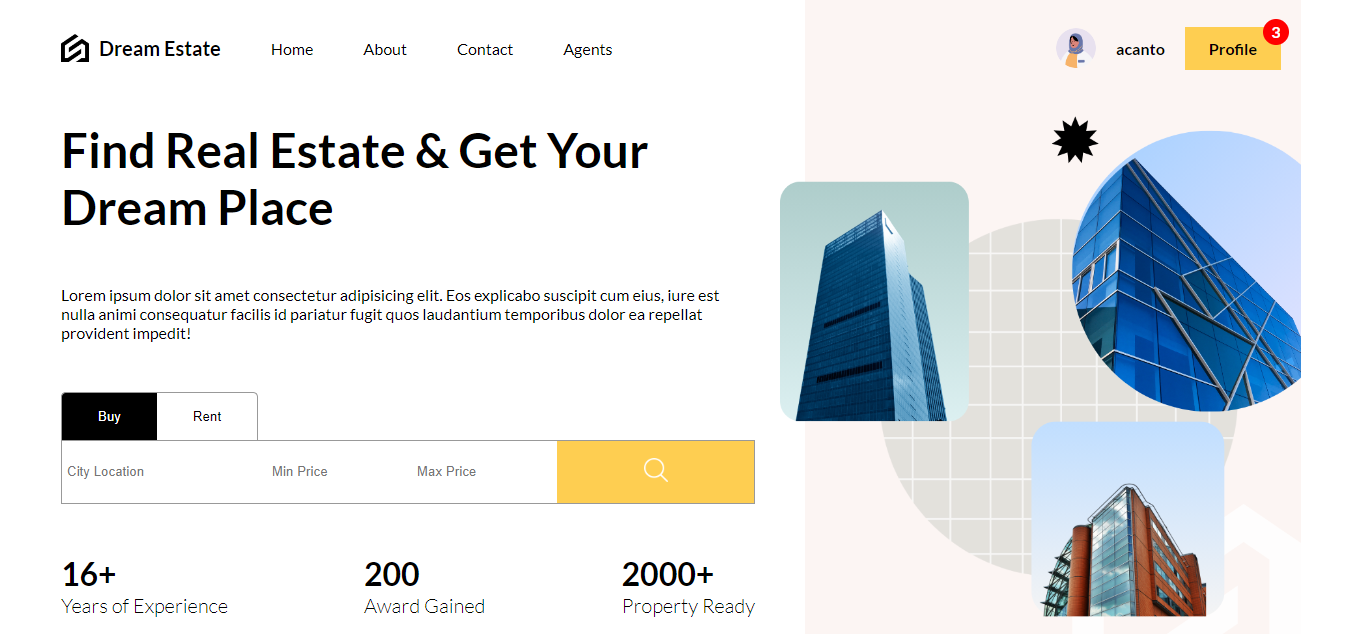 Dream Estate
Home
About
Contact
Agents
acanto
Profile
3
Find Real Estate & Get Your
Dream Place
Lorem ipsum dolor sit amet consectetur adipisicing elit. Eos explicabo suscipit cum eius, iure est
nulla animi consequatur facilis id pariatur fugit quos laudantium temporibus dolor ea repellat
provident impedit!
Buy
Rent
City Location
Min Price
Max Price
16+
Years of Experience
200
Award Gained
2000+
Property Ready